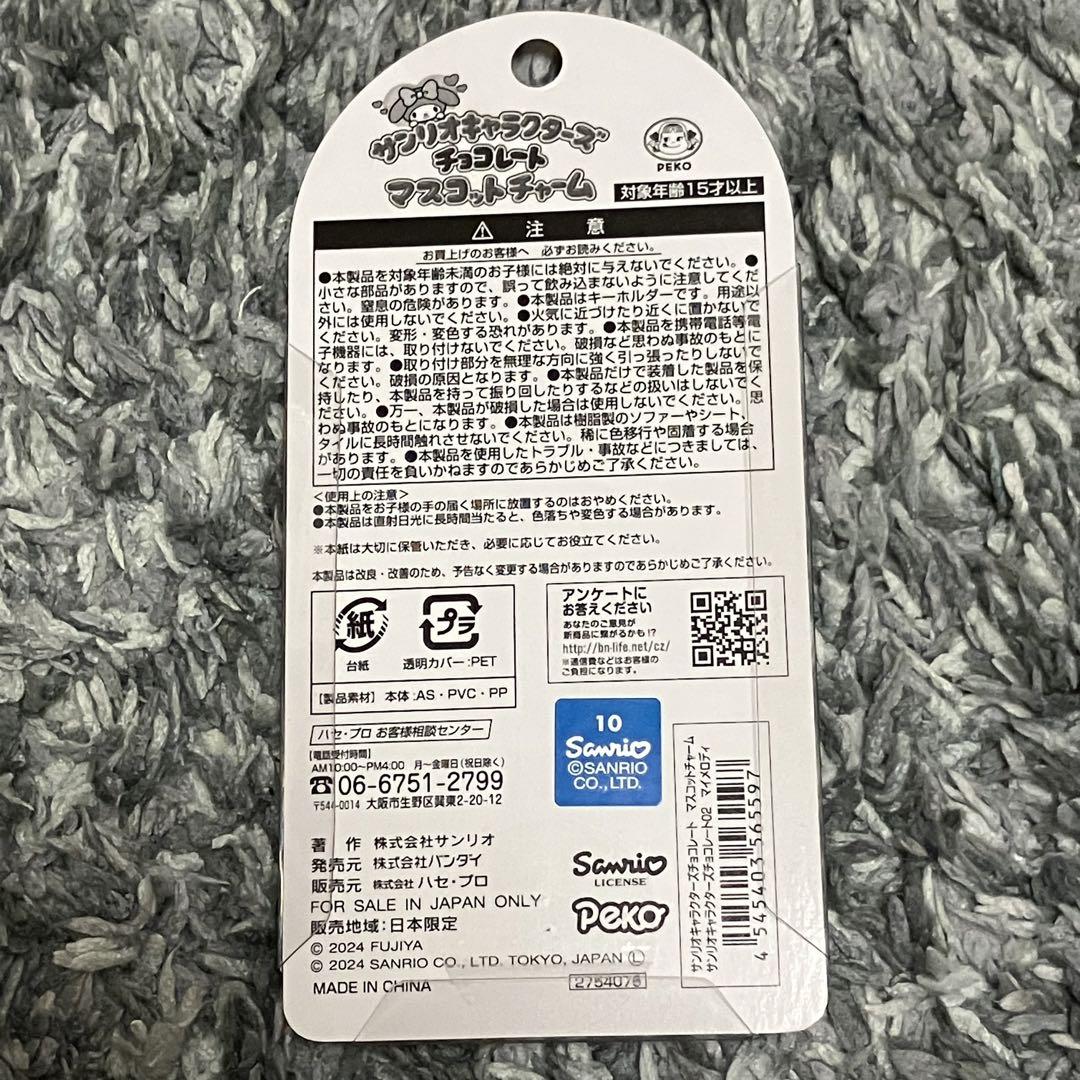 サンリオキャラクターズ
チョコレート
マスコットチャーム
PEKO
対象年齢15才以上
⚠注意
お買上げのお客様へ 必ずお読みください。
●本製品を対象年齢未満のお子様には絶対に与えないでください。●
小さな部品がありますので、誤って飲み込まないように注意してくだ
さい。窒息の危険があります。●本製品はキーホルダーです。用途以
外には使用しないでください。●火気に近づけたり近くに置かないで
ください。変形・変色する恐れがあります。●本製品を携帯電話等電
子機器には、取り付けないでください。破損など思わぬ事故のもとに
なります。●取り付け部分を無理な方向に強く引っ張ったりしないで
ください。破損の原因となります。●本製品だけで装着した製品を保
持したり、本製品を持って振り回したりするなどの扱いはしないでく
ださい。●万一、本製品が破損した場合は使用しないでください。思
わぬ事故のもとになります。●本製品は樹脂製のソファーやシート、
タイルに長時間触れさせないでください。稀に色移行や固着する場合
があります。●本製品を使用したトラブル・事故などにつきましては、
一切の責任を負いかねますのであらかじめご了承ください。
＜使用上の注意＞
●本製品をお子様の手の届く場所に放置するのはおやめください。
●本製品は直射日光に長時間当たると、色落ちや変色する場合があります。
※本紙は大切に保管いただき、必要に応じてお役立てください。
本製品は改良・改善のため、予告なく変更する場合がありますのであらかじめご了承ください。
紙
台紙
プラ
透明カバー:PET
【製品素材】本体:AS・PVC・PP
アンケートに
お答えください
あなたのご意見が
新商品に繋がるかも!?
http://bn-life.net/cz/
※通信費などはお客様の
ご負担になります。
ハセ・プロ お客様相談センター
【電話受付時間】
AM10:00〜PM4:00 月〜金曜日(祝日除く)
☎06-6751-2799
〒544-0014 大阪市生野区巽東2-20-12
10
Sanrio
©SANRIO
CO.,LTD.
著作 株式会社サンリオ
発売元 株式会社バンダイ
販売元 株式会社ハセ・プロ
FOR SALE IN JAPAN ONLY
販売地域:日本限定
© 2024 FUJIYA
© 2024 SANRIO CO., LTD. TOKYO, JAPAN Ⓛ
MADE IN CHINA
Sanrio
LICENSE
Peko
2754076
サンリオキャラクターズチョコレート マスコットチャーム
サンリオキャラクターズチョコレート02 マイメロディ
4 545403 565597